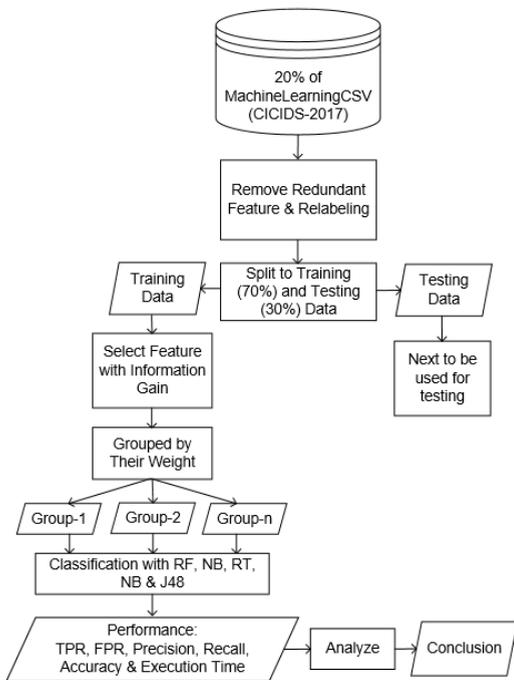 20% of
MachineLearningCSV
(CICIDS-2017)
Remove Redundant
Feature & Relabeling
Split to Training
(70%) and Testing
(30%) Data
Training
Data
Testing
Data
Select Feature
with Information
Gain
Next to be
used for
testing
Grouped by
Their Weight
Group-1
Group-2
Group-n
Classification with RF, NB, RT,
NB & J48
Performance:
TPR, FPR, Precision, Recall,
Accuracy & Execution Time
Analyze
Conclusion